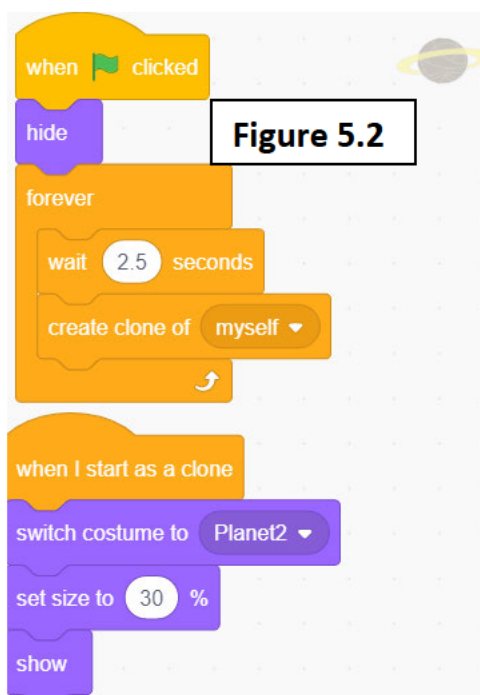 when clicked
hide
Figure 5.2
forever
wait 2.5 seconds
create clone of myself
when I start as a clone
switch costume to Planet2
set size to 30 %
show